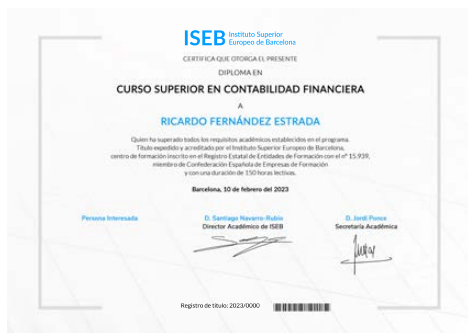 ISEB Instituto Superior
Europeo de Barcelona
CERTIFICA QUE OTORGA EL PRESENTE
DIPLOMA EN
CURSO SUPERIOR EN CONTABILIDAD FINANCIERA
A
RICARDO FERNÁNDEZ ESTRADA
Quien ha superado todos los requisitos académicos establecidos en el programa.
Título expedido y acreditado por el Instituto Superior Europeo de Barcelona,
centro de formación inscrito en el Registro Estatal de Entidades de Formación con el nº 15.939,
miembro de Confederación Española de Empresas de Formación
y con una duración de 150 horas lectivas.
Barcelona, 10 de febrero del 2023
Persona Interesada
D. Santiago Navarro-Rubio
Director Académico de ISEB
D. Jordi Ponce
Secretaría Académica
Registro de título: 2023/0000